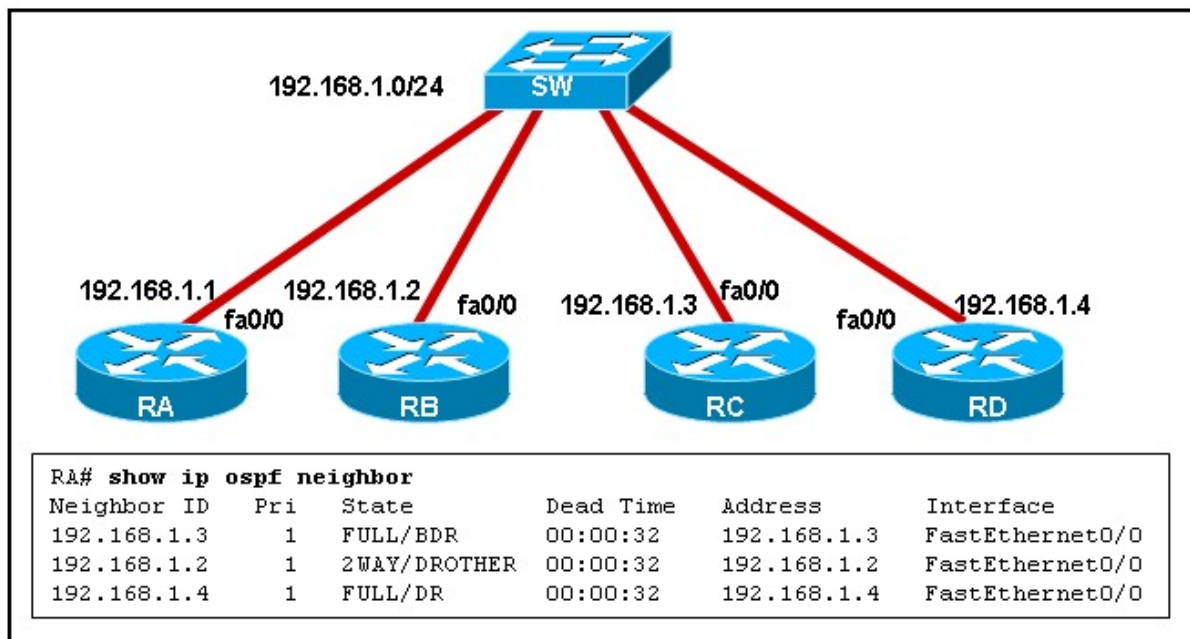 SW
192.168.1.0/24
192.168.1.1
fa0/0
192.168.1.2
fa0/0
192.168.1.3
fa0/0
fa0/0
192.168.1.4
RA
RB
RC
RD
RA# show ip ospf neighbor
Neighbor ID Pri State Dead Time Address Interface
192.168.1.3 1 FULL/BDR 00:00:32 192.168.1.3 FastEthernet0/0
192.168.1.2 1 2WAY/DROTHER 00:00:32 192.168.1.2 FastEthernet0/0
192.168.1.4 1 FULL/DR 00:00:32 192.168.1.4 FastEthernet0/0